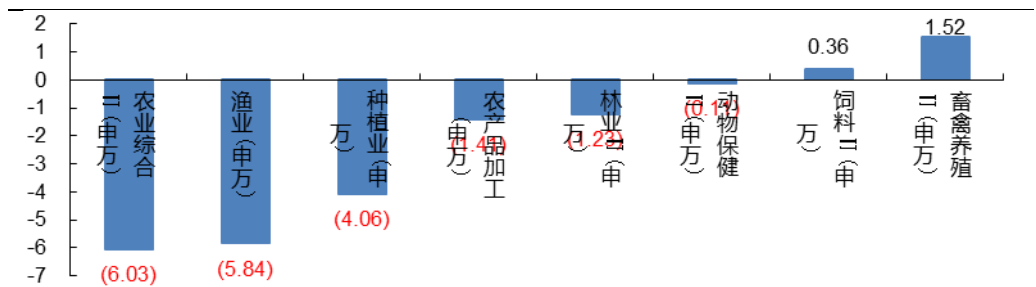 2
1
0
-1
-2
-3
-4
-5
-6
-7
(6.03)
(5.84)
(4.06)
(1.41)
(1.23)
(0.11)
0.36
1.52
农业综合
II（申万）
渔业（申万）
种植业（申
万）
农产品加工
（申万）
林业II（申
万）
动物保健
II（申万）
饲料II（申
万）
畜禽养殖
II（申万）